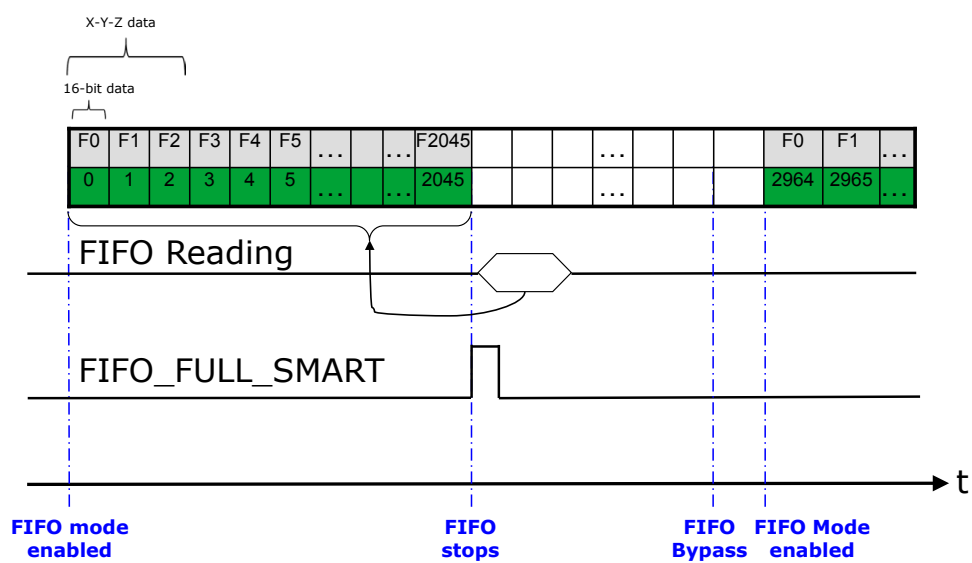 X-Y-Z data
16-bit data
F0 F1 F2 F3 F4 F5 ... ... F2045 ... F0 F1 ...
0 1 2 3 4 5 ... ... 2045 ... 2964 2965 ...
FIFO Reading
FIFO_FULL_SMART
t
FIFO mode enabled
FIFO stops
FIFO Bypass
FIFO Mode enabled